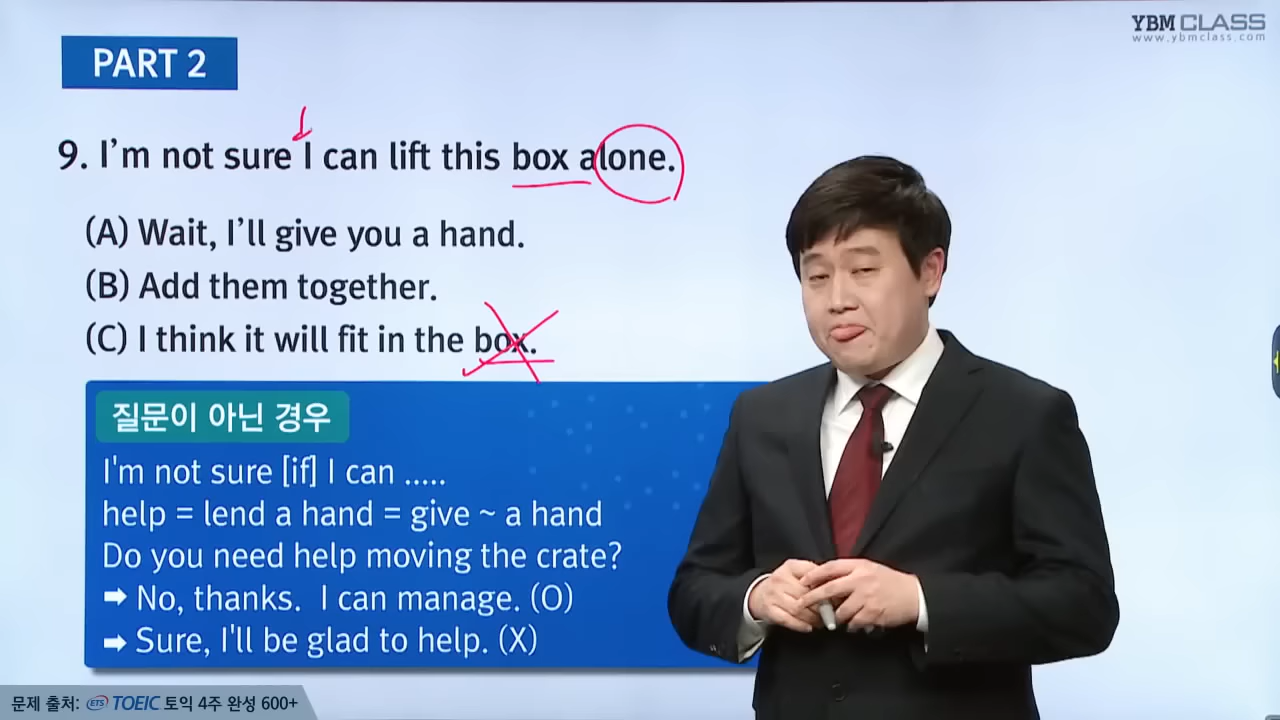 YBM CLASS
www.ybmclass.com
PART 2
9. I'm not sure I can lift this box alone.
(A) Wait, I'll give you a hand.
(B) Add them together.
(C) I think it will fit in the box.
질문이 아닌 경우
I'm not sure [if] I can .....
help = lend a hand = give ~ a hand
Do you need help moving the crate?
➡ No, thanks. I can manage. (O)
➡ Sure, I'll be glad to help. (X)
문제 출처: ETS TOEIC 토익 4주 완성 600+